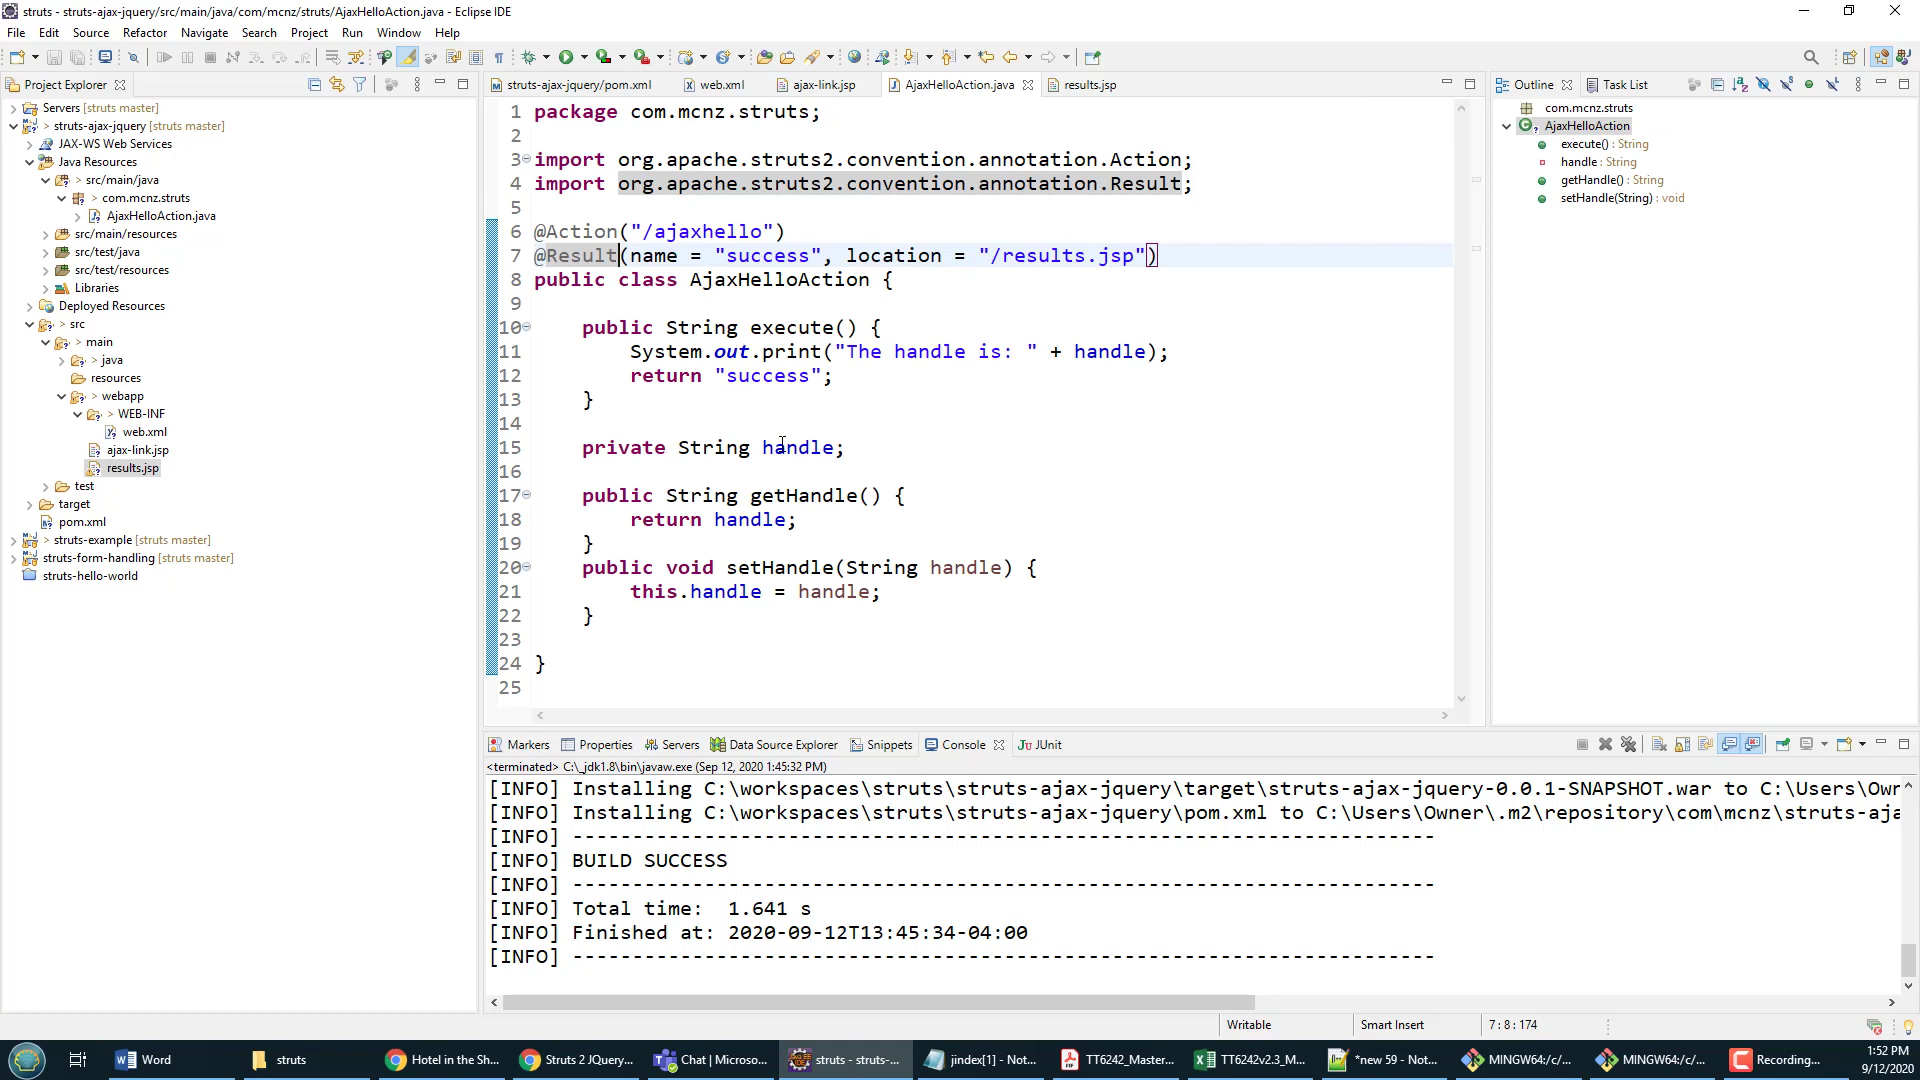 struts - struts-ajax-jquery/src/main/java/com/mcnz/struts/AjaxHelloAction.java - Eclipse IDE
File Edit Source Refactor Navigate Search Project Run Window Help
Project Explorer
Servers [struts master]
> struts-ajax-jquery [struts master]
JAX-WS Web Services
Java Resources
> src/main/java
> com.mcnz.struts
AjaxHelloAction.java
src/main/resources
src/test/java
src/test/resources
Libraries
Deployed Resources
> src
> main
> java
resources
> webapp
> WEB-INF
web.xml
ajax-link.jsp
results.jsp
test
target
pom.xml
> struts-example [struts master]
struts-form-handling [struts master]
struts-hello-world
struts-ajax-jquery/pom.xml web.xml ajax-link.jsp AjaxHelloAction.java results.jsp
1 package com.mcnz.struts;
2
3 import org.apache.struts2.convention.annotation.Action;
4 import org.apache.struts2.convention.annotation.Result;
5
6 @Action("/ajaxhello")
7 @Result(name = "success", location = "/results.jsp")
8 public class AjaxHelloAction {
9
10 public String execute() {
11 System.out.print("The handle is: " + handle);
12 return "success";
13 }
14
15 private String handle;
16
17 public String getHandle() {
18 return handle;
19 }
20 public void setHandle(String handle) {
21 this.handle = handle;
22 }
23
24 }
25
Outline Task List
com.mcnz.struts
AjaxHelloAction
execute() : String
handle : String
getHandle() : String
setHandle(String) : void
Markers Properties Servers Data Source Explorer Snippets Console JUnit
<terminated> C:\_jdk1.8\bin\javaw.exe (Sep 12, 2020 1:45:32 PM)
[INFO] Installing C:\workspaces\struts\struts-ajax-jquery\target\struts-ajax-jquery-0.0.1-SNAPSHOT.war to C:\Users\Owr
[INFO] Installing C:\workspaces\struts\struts-ajax-jquery\pom.xml to C:\Users\Owner\.m2\repository\com\mcnz\struts-aja
[INFO] ------------------------------------------------------------------------
[INFO] BUILD SUCCESS
[INFO] ------------------------------------------------------------------------
[INFO] Total time:  1.641 s
[INFO] Finished at: 2020-09-12T13:45:34-04:00
[INFO] ------------------------------------------------------------------------
Writable Smart Insert 7 : 8 : 174
Word struts Hotel in the Sh... Struts 2 JQuery... Chat | Microso... struts - struts-... jindex[1] - Not... TT6242_Master... TT6242v2.3_M... *new 59 - Not... MINGW64:/c/... MINGW64:/c/... Recording...
1:52 PM
9/12/2020